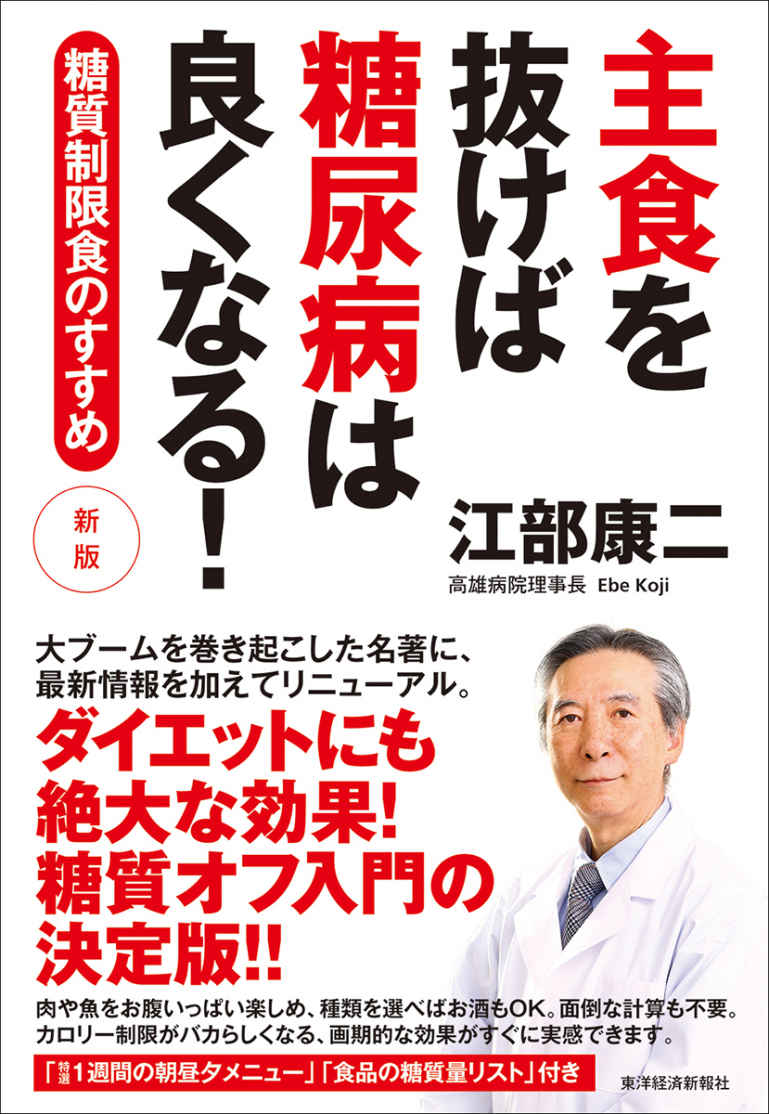 主食を
抜けば
糖尿病は
良くなる!
糖質制限食のすすめ
新版
江部康二
高雄病院理事長 Ebe Koji
大ブームを巻き起こした名著に、
最新情報を加えてリニューアル。
ダイエットにも
絶大な効果!
糖質オフ入門の
決定版!!
肉や魚をお腹いっぱい楽しめ、種類を選べばお酒もOK。面倒な計算も不要。
カロリー制限がバカらしくなる、画期的な効果がすぐに実感できます。
「特選1週間の朝昼夕メニュー」「食品の糖質量リスト」付き
東洋経済新報社